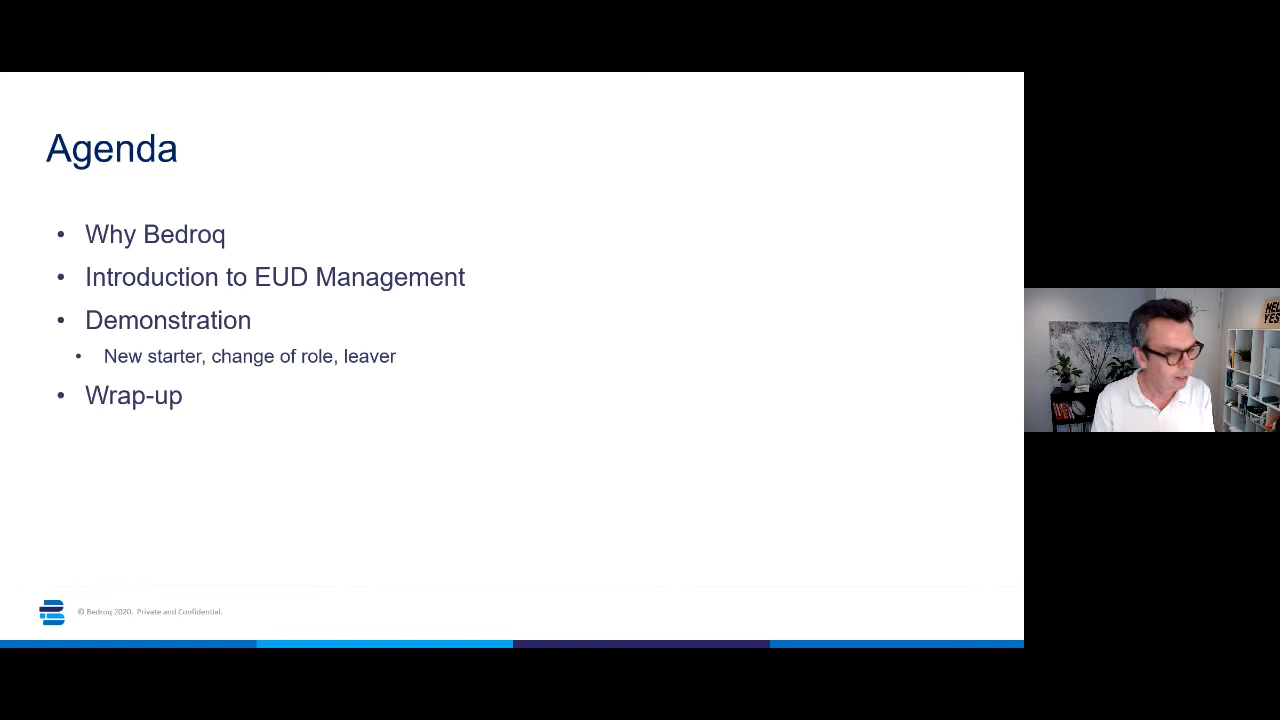 Agenda
• Why Bedroq
• Introduction to EUD Management
• Demonstration
• New starter, change of role, leaver
• Wrap-up
© Bedroq 2020. Private and Confidential.
YES